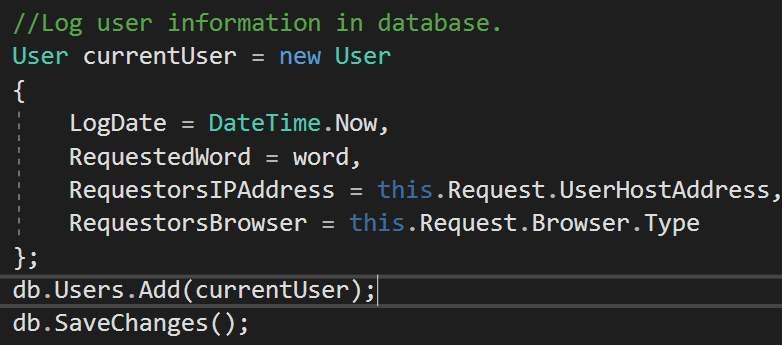 //Log user information in database.
User currentUser = new User
{
LogDate = DateTime.Now,
RequestedWord = word,
RequestorsIPAddress = this.Request.UserHostAddress,
RequestorsBrowser = this.Request.Browser.Type
};
db.Users.Add(currentUser);
db.SaveChanges();